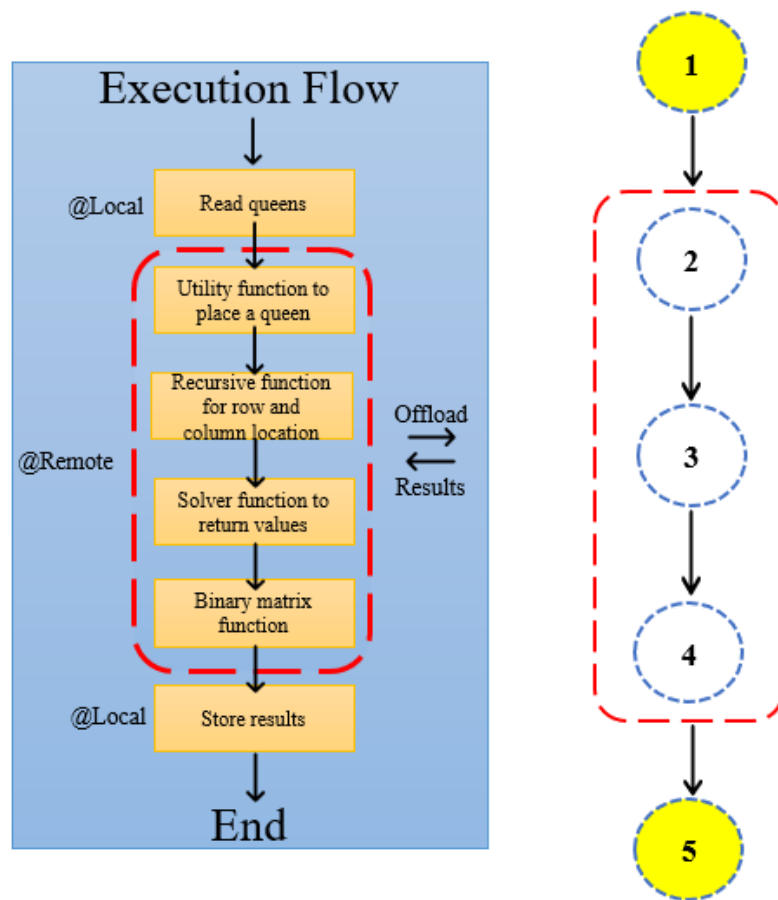 Execution Flow
@Local
Read queens
Utility function to
place a queen
Recursive function
for row and
column location
@Remote
Solver function to
return values
Binary matrix
function
@Local
Store results
End
Offload
Results
1
2
3
4
5